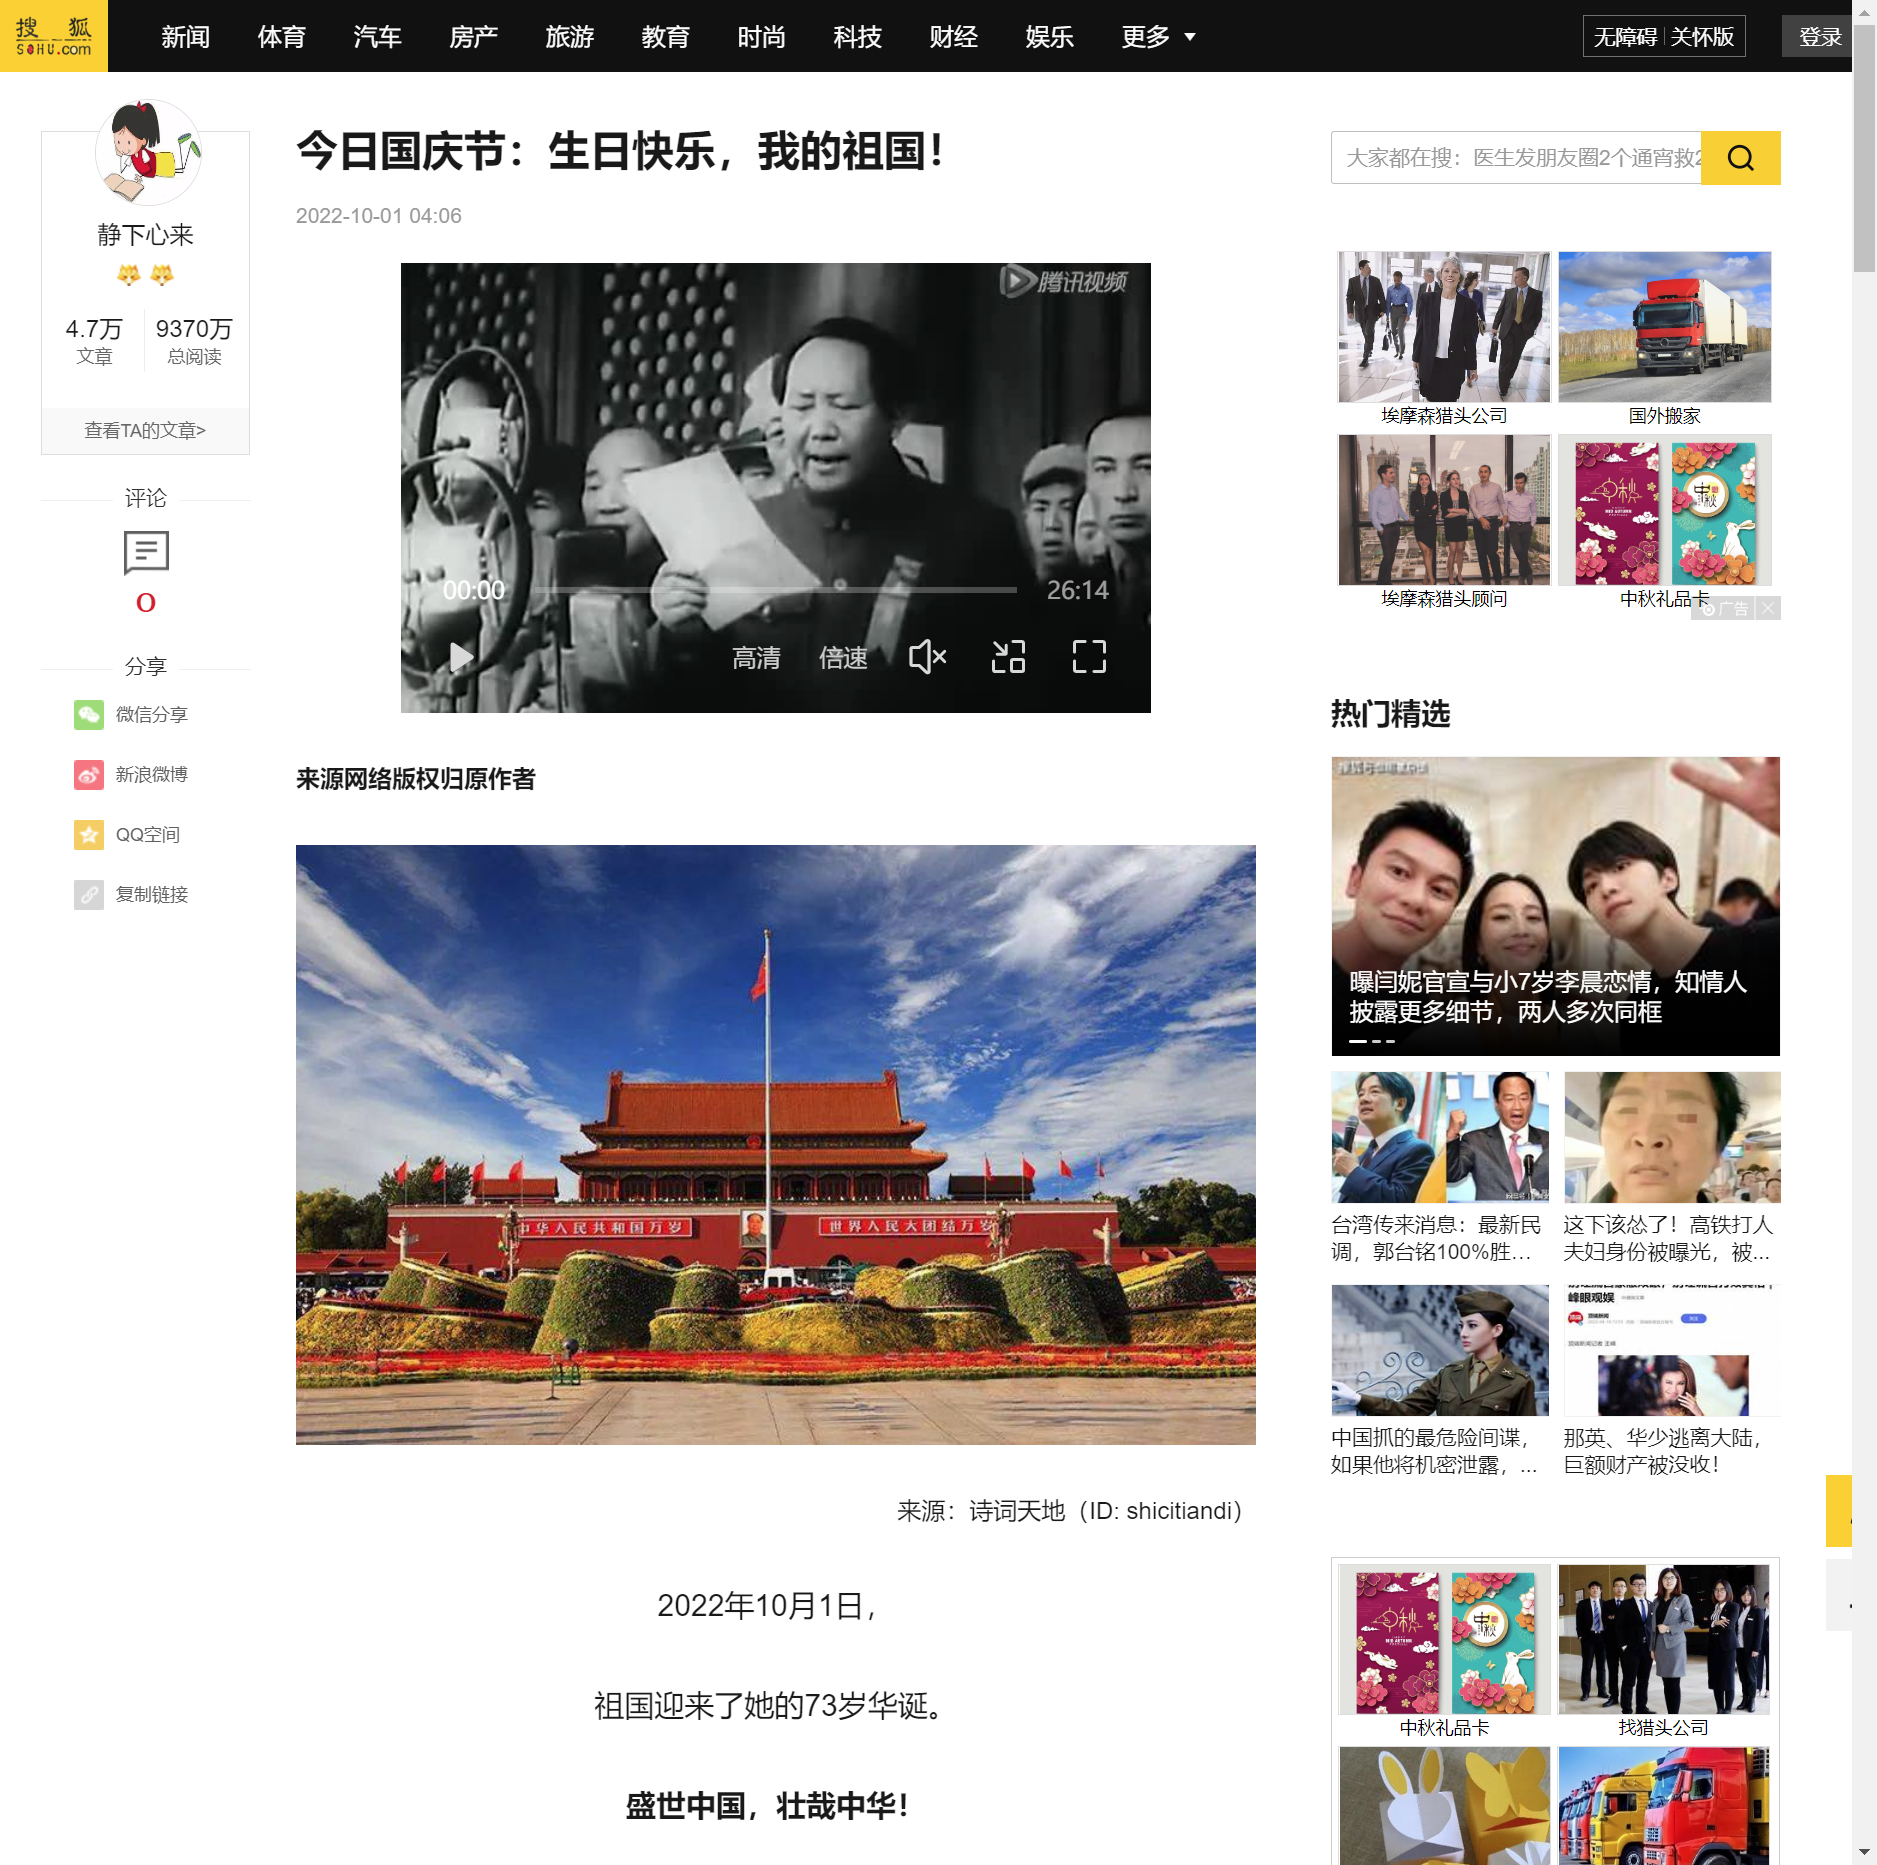 搜 狐
SOHU.com
新闻 体育 汽车 房产 旅游 教育 时尚 科技 财经 娱乐 更多
无障碍 关怀版
登录
静下心来
4.7万 9370万
文章 总阅读
查看TA的文章>
评论
0
分享
微信分享
新浪微博
QQ空间
复制链接
今日国庆节：生日快乐，我的祖国！
2022-10-01 04:06
腾讯视频
00:00 26:14
高清 倍速
来源网络版权归原作者
中华人民共和国万岁 世界人民大团结万岁
来源：诗词天地（ID: shicitiandi）
2022年10月1日，
祖国迎来了她的73岁华诞。
盛世中国，壮哉中华！
大家都在搜：医生发朋友圈2个通宵救2
埃摩森猎头公司 国外搬家
中秋
MID AUTUMN
中秋
埃摩森猎头顾问 中秋礼品卡
广告
热门精选
曝闫妮官宣与小7岁李晨恋情，知情人
披露更多细节，两人多次同框
台湾传来消息：最新民
调，郭台铭100%胜...
这下该怂了！高铁打人
夫妇身份被曝光，被...
峰眼观娱
中国抓的最危险间谍，
如果他将机密泄露，...
那英、华少逃离大陆，
巨额财产被没收！
中秋
MID AUTUMN
中秋
中秋礼品卡 找猎头公司